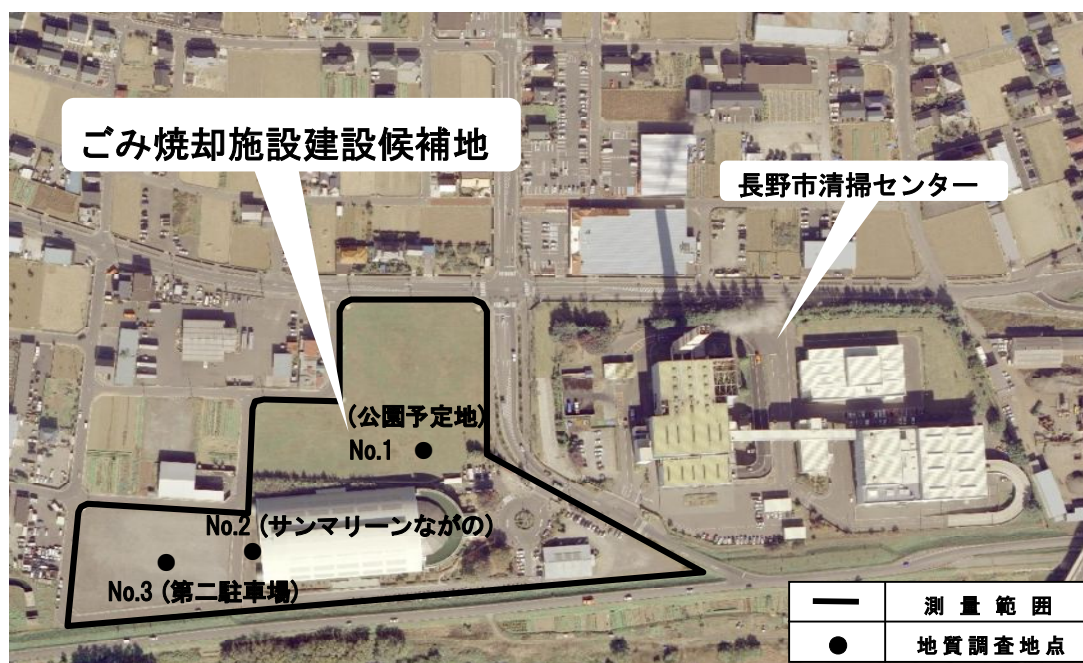 ごみ焼却施設建設候補地
長野市清掃センター
(公園予定地)
No.1
No.2 (サンマリーンながの)
No.3 (第二駐車場)
測量範囲
地質調査地点